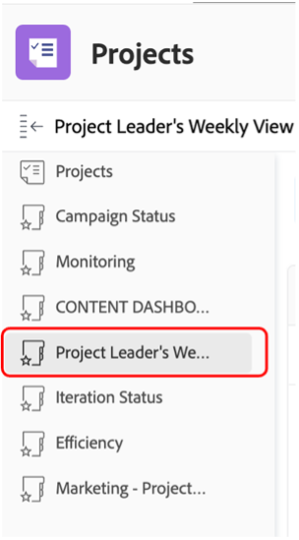 Projects
Project Leader's Weekly View
Projects
Campaign Status
Monitoring
CONTENT DASHBO...
Project Leader's We...
Iteration Status
Efficiency
Marketing - Project...